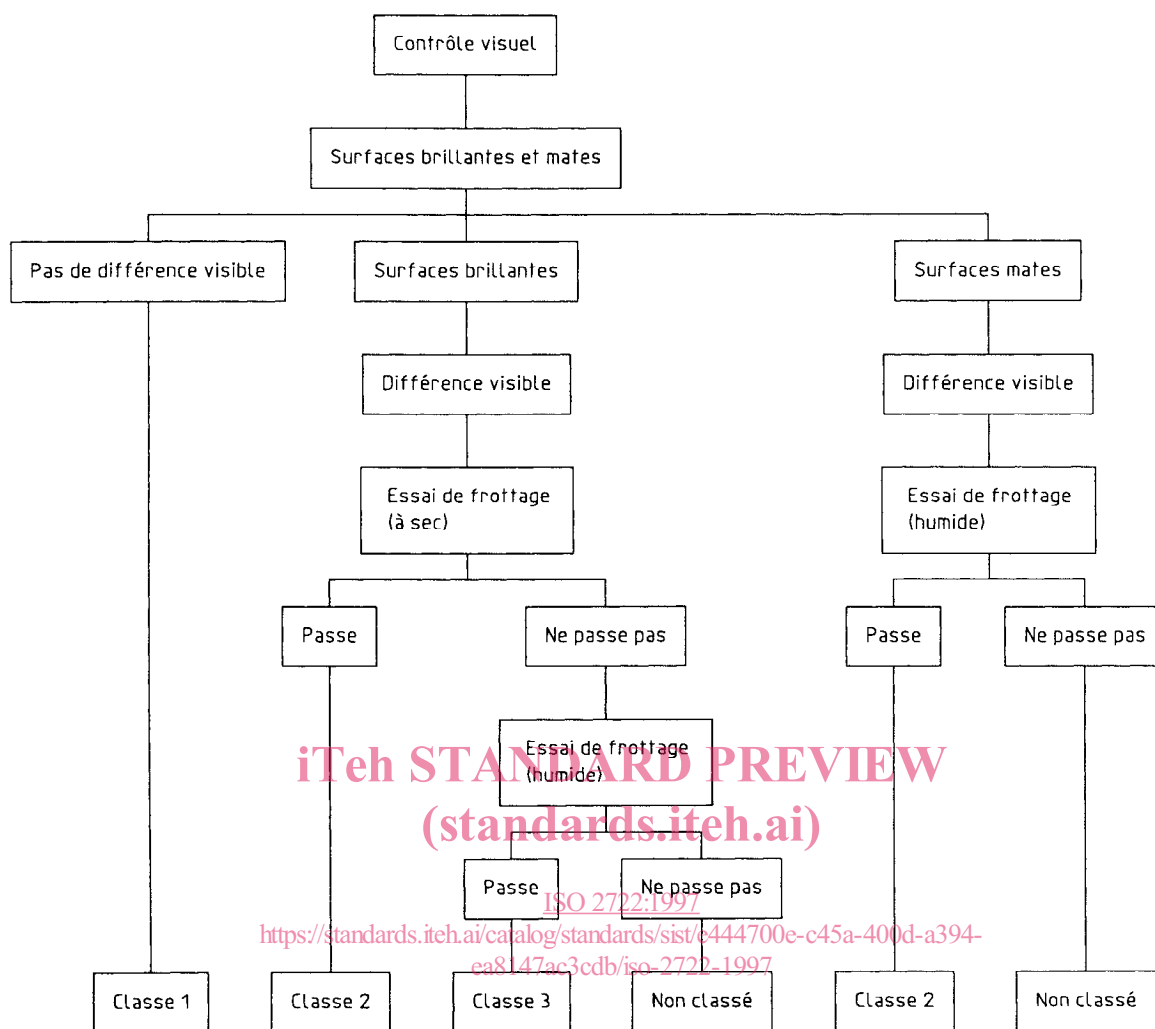 Contrôle visuel
Surfaces brillantes et mates
Pas de différence visible
Surfaces brillantes
Surfaces mates
Différence visible
Différence visible
Essai de frottage
(à sec)
Essai de frottage
(humide)
Passe
Ne passe pas
Passe
Ne passe pas
Essai de frottage
(humide)
iTeh STANDARD PREVIEW
(standards.iteh.ai)
Passe
Ne passe pas
ISO 2722:1997
https://standards.iteh.ai/catalog/standards/sist/e444700e-c45a-400d-a394-
ea8147ac3cdb/iso-2722-1997
Classe 1
Classe 2
Classe 3
Non classé
Classe 2
Non classé